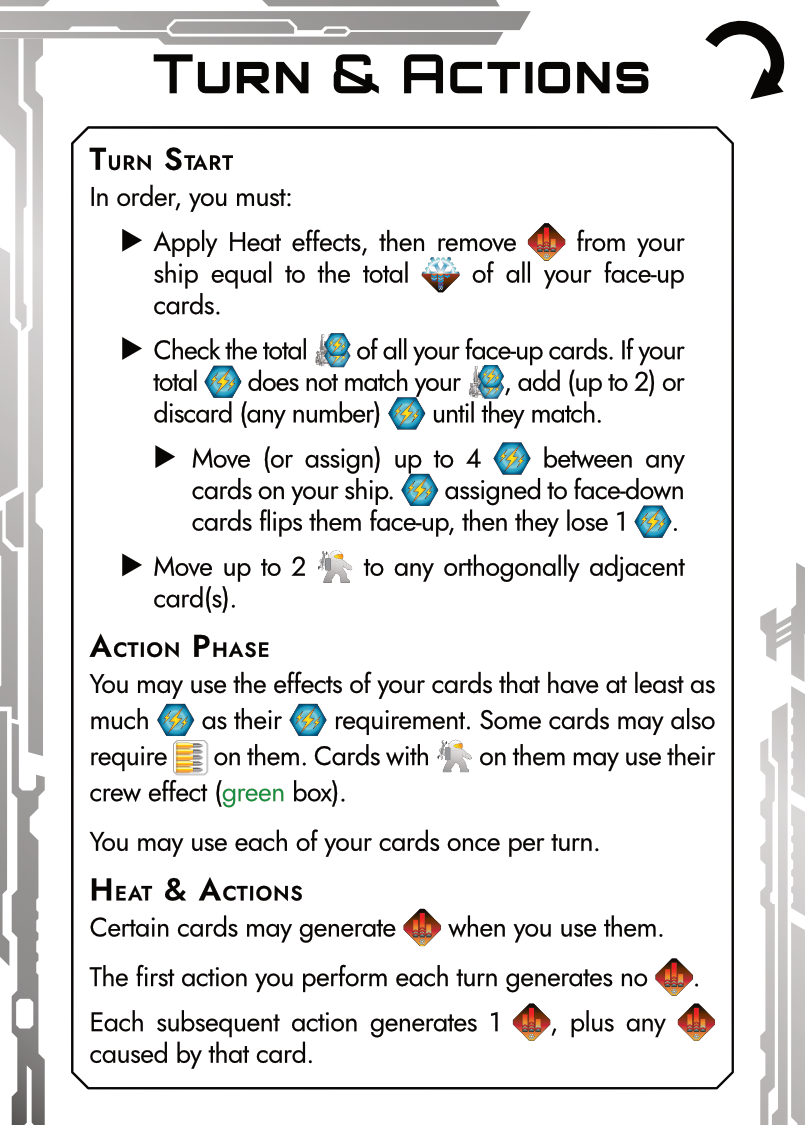 Turn & Actions
Turn Start
In order, you must:
Apply Heat effects, then remove from your
ship equal to the total of all your face-up
cards.
Check the total of all your face-up cards. If your
total does not match your , add (up to 2) or
discard (any number) until they match.
Move (or assign) up to 4 between any
cards on your ship. assigned to face-down
cards flips them face-up, then they lose 1 .
Move up to 2 to any orthogonally adjacent
card(s).
Action Phase
You may use the effects of your cards that have at least as
much as their requirement. Some cards may also
require on them. Cards with on them may use their
crew effect (green box).
You may use each of your cards once per turn.
Heat & Actions
Certain cards may generate when you use them.
The first action you perform each turn generates no .
Each subsequent action generates 1 , plus any
caused by that card.